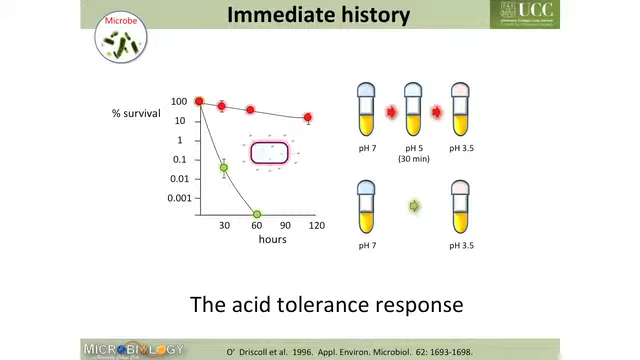 Immediate history
Microbe
UCC
% survival
100
10
1
0.1
0.01
0.001
30 60 90 120
hours
pH 7
pH 5
(30 min)
pH 3.5
pH 7
pH 3.5
The acid tolerance response
MICROBIOLOGY
O' Driscoll et al. 1996. Appl. Environ. Microbiol. 62: 1693-1698.